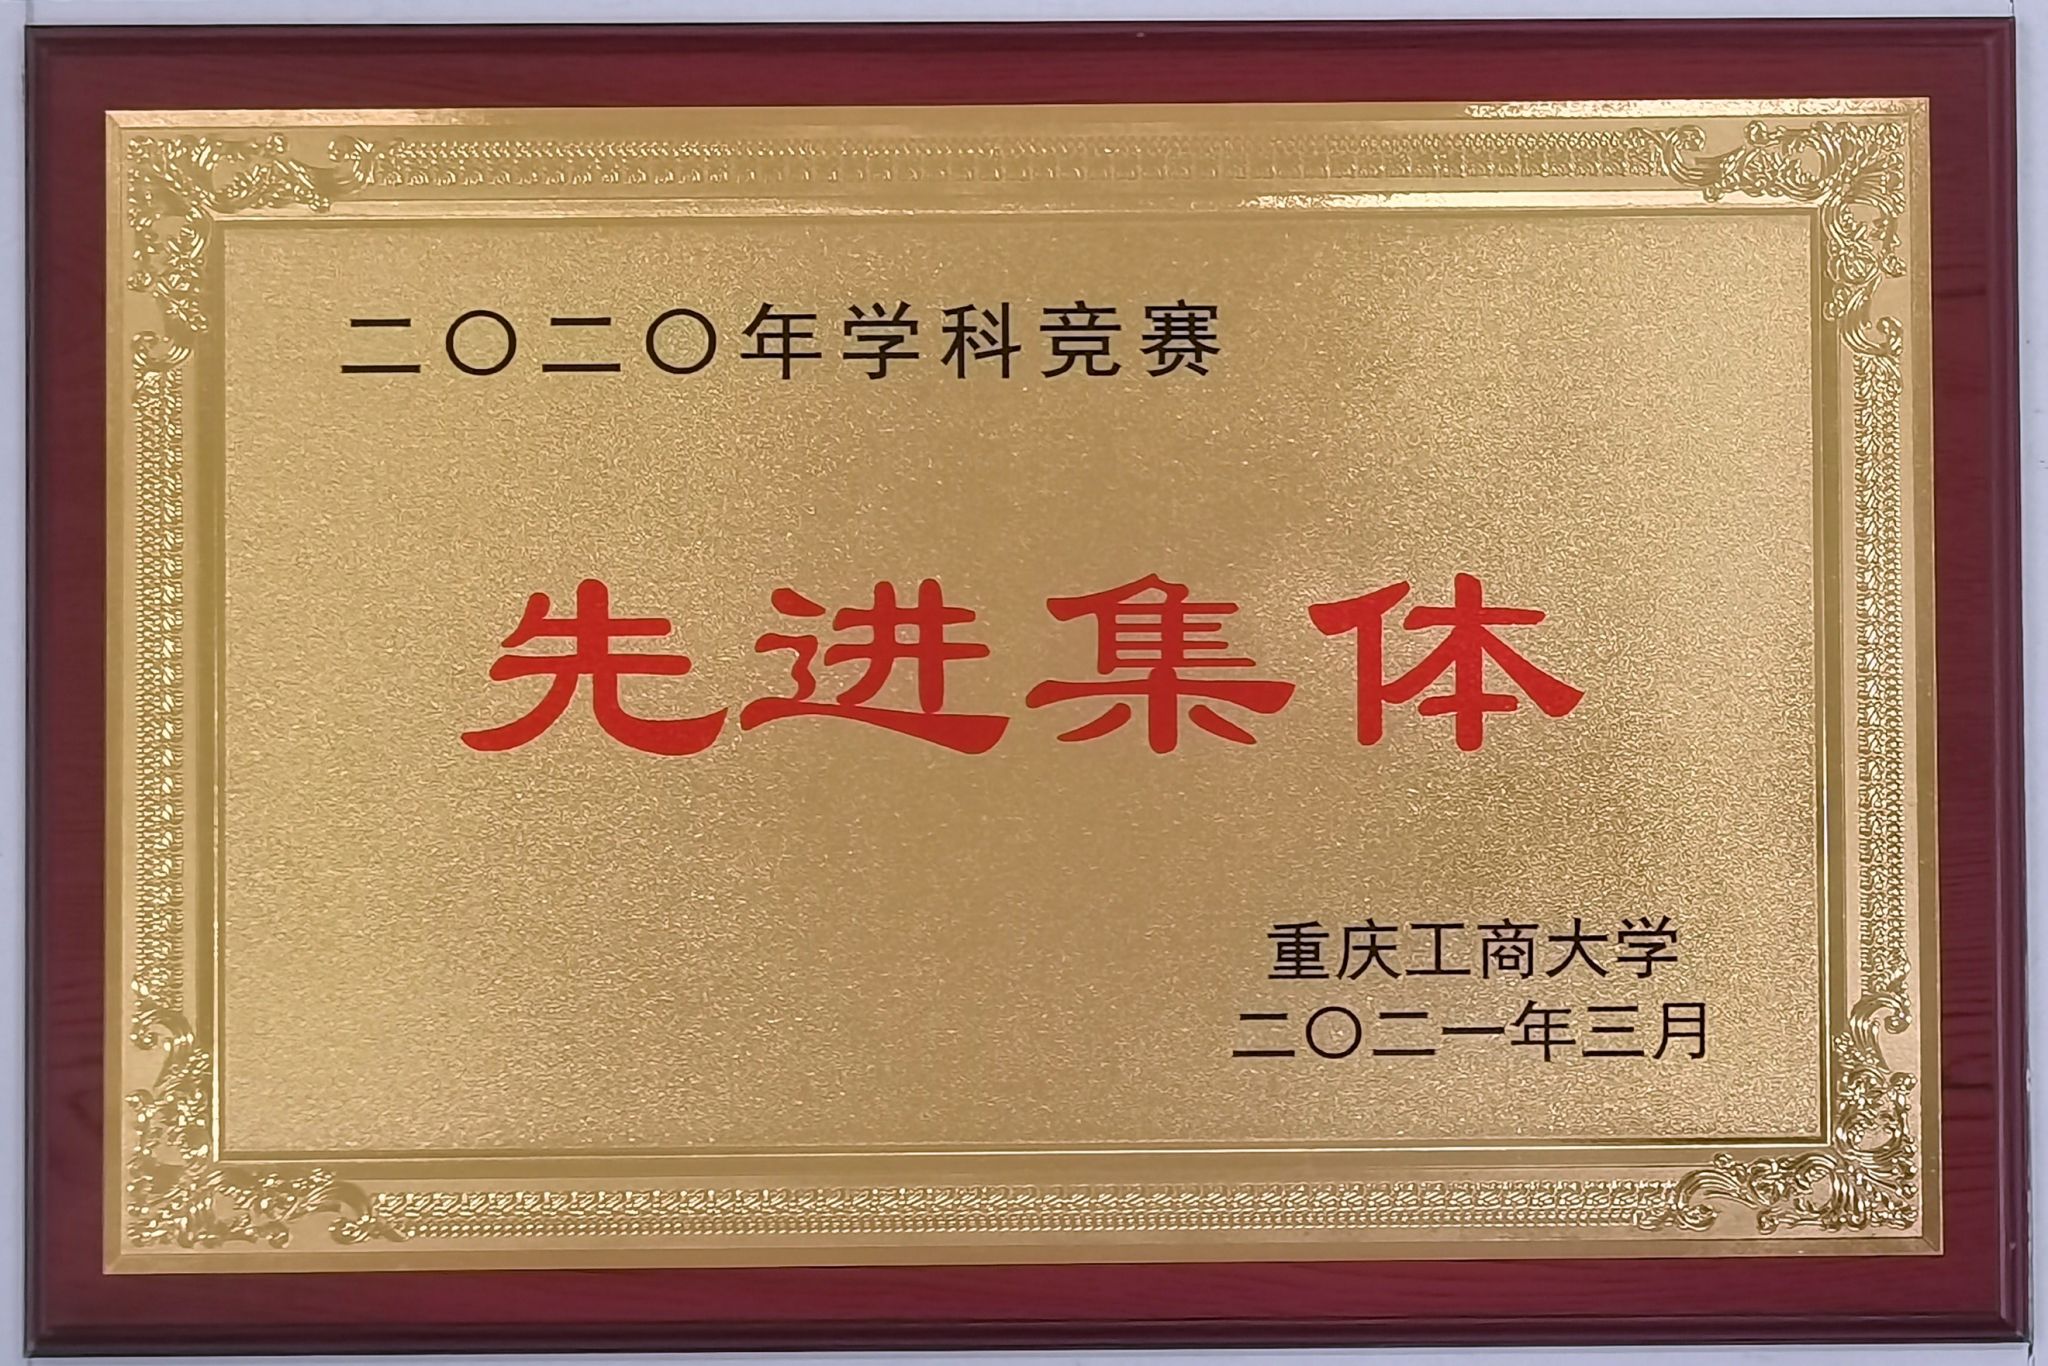 二〇二〇年学科竞赛
先进集体
重庆工商大学
二〇二一年三月